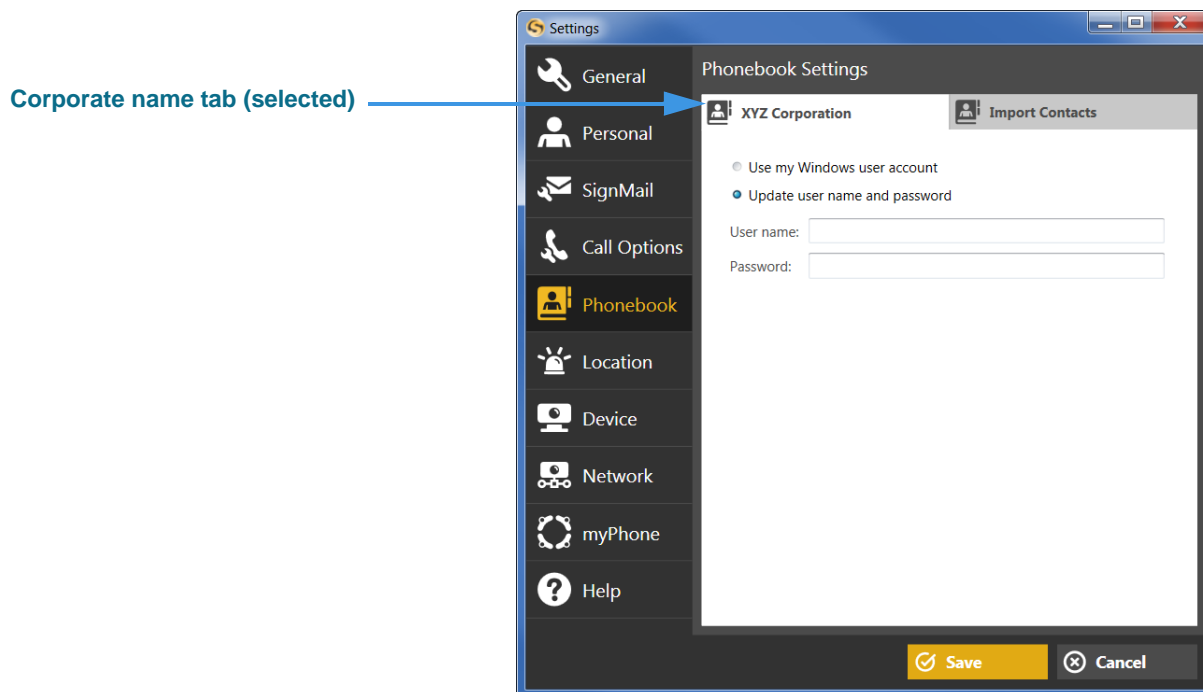 Settings
Corporate name tab (selected)
General
Personal
SignMail
Call Options
Phonebook
Location
Device
Network
myPhone
Help
Phonebook Settings
XYZ Corporation
Import Contacts
Use my Windows user account
Update user name and password
User name:
Password:
Save
Cancel